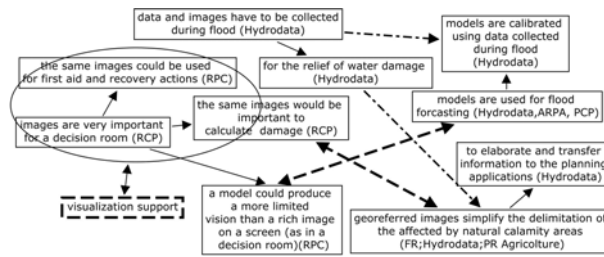 data and images have to be collected
during flood (Hydrodata)
models are calibrated
using data collected
during flood
(Hydrodata)
the same images could be used
for first aid and recovery actions (RPC)
for the relief of water damage
(Hydrodata)
the same images would be
important to
calculate damage (RCP)
models are used for flood
forcasting (Hydrodata,ARPA, PCP)
images are very important
for a decision room (RCP)
to elaborate and transfer
information to the planning
applications (Hydrodata)
visualization support
a model could produce
a more limited
vision than a rich image
on a screen (as in
a decision room)(RPC)
georeferred images simplify the delimitation of
the affected by natural calamity areas
(FR;Hydrodata;PR Agricolture)